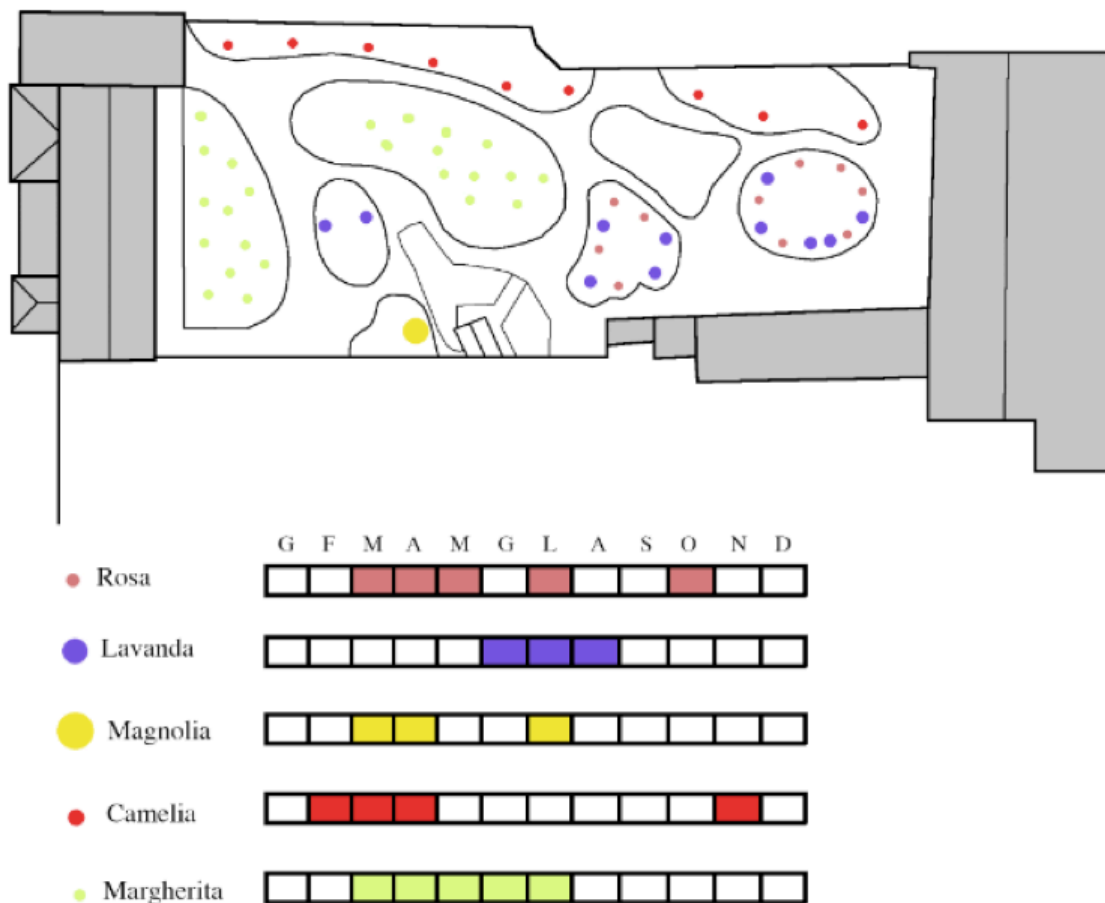 G F M A M G L A S O N D
Rosa
Lavanda
Magnolia
Camelia
Margherita